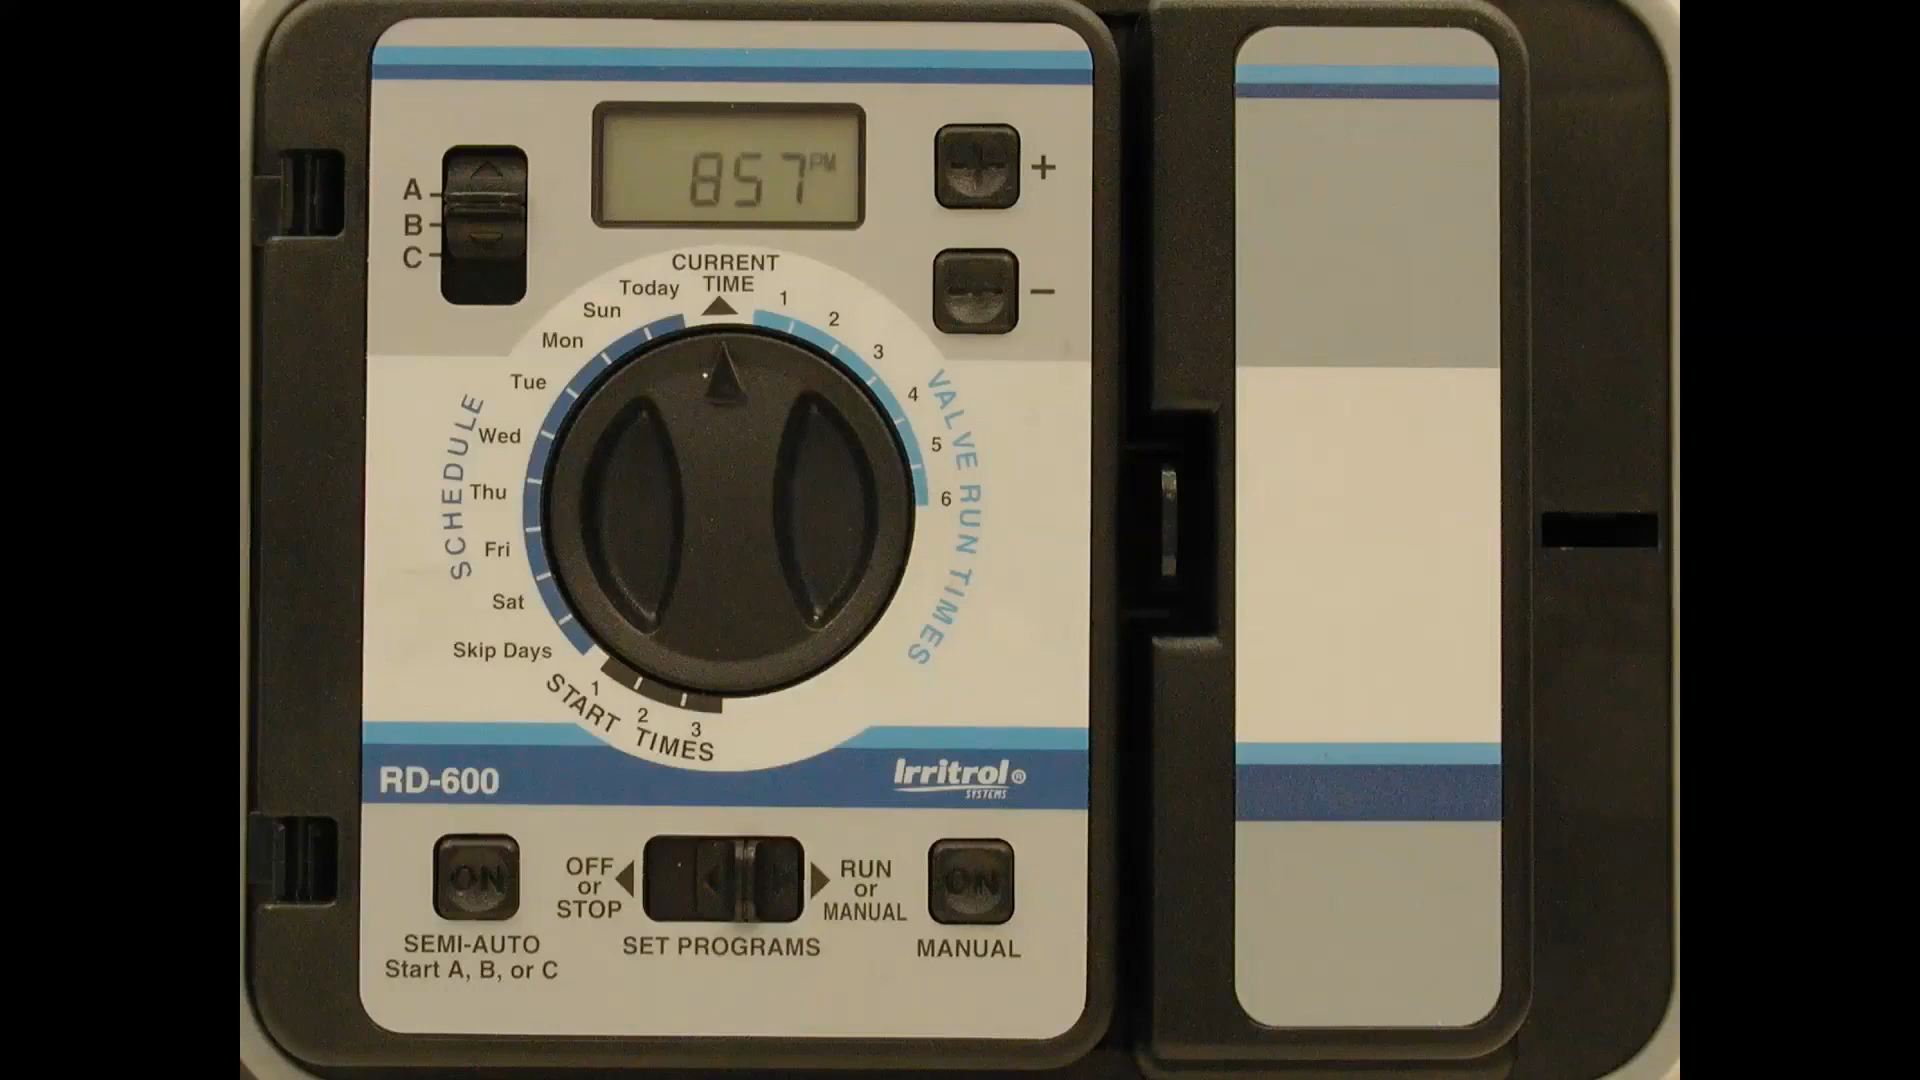 857 PM
+
A
B
C
−
CURRENT
TIME
Today
Sun
Mon
Tue
Wed
Thu
Fri
Sat
Skip Days
SCHEDULE
1
2
3
4
5
6
VALVE RUN TIMES
1
2
3
START TIMES
RD-600
Irritrol®
SYSTEMS
ON
SEMI-AUTO
Start A, B, or C
OFF
or
STOP
SET PROGRAMS
RUN
or
MANUAL
ON
MANUAL